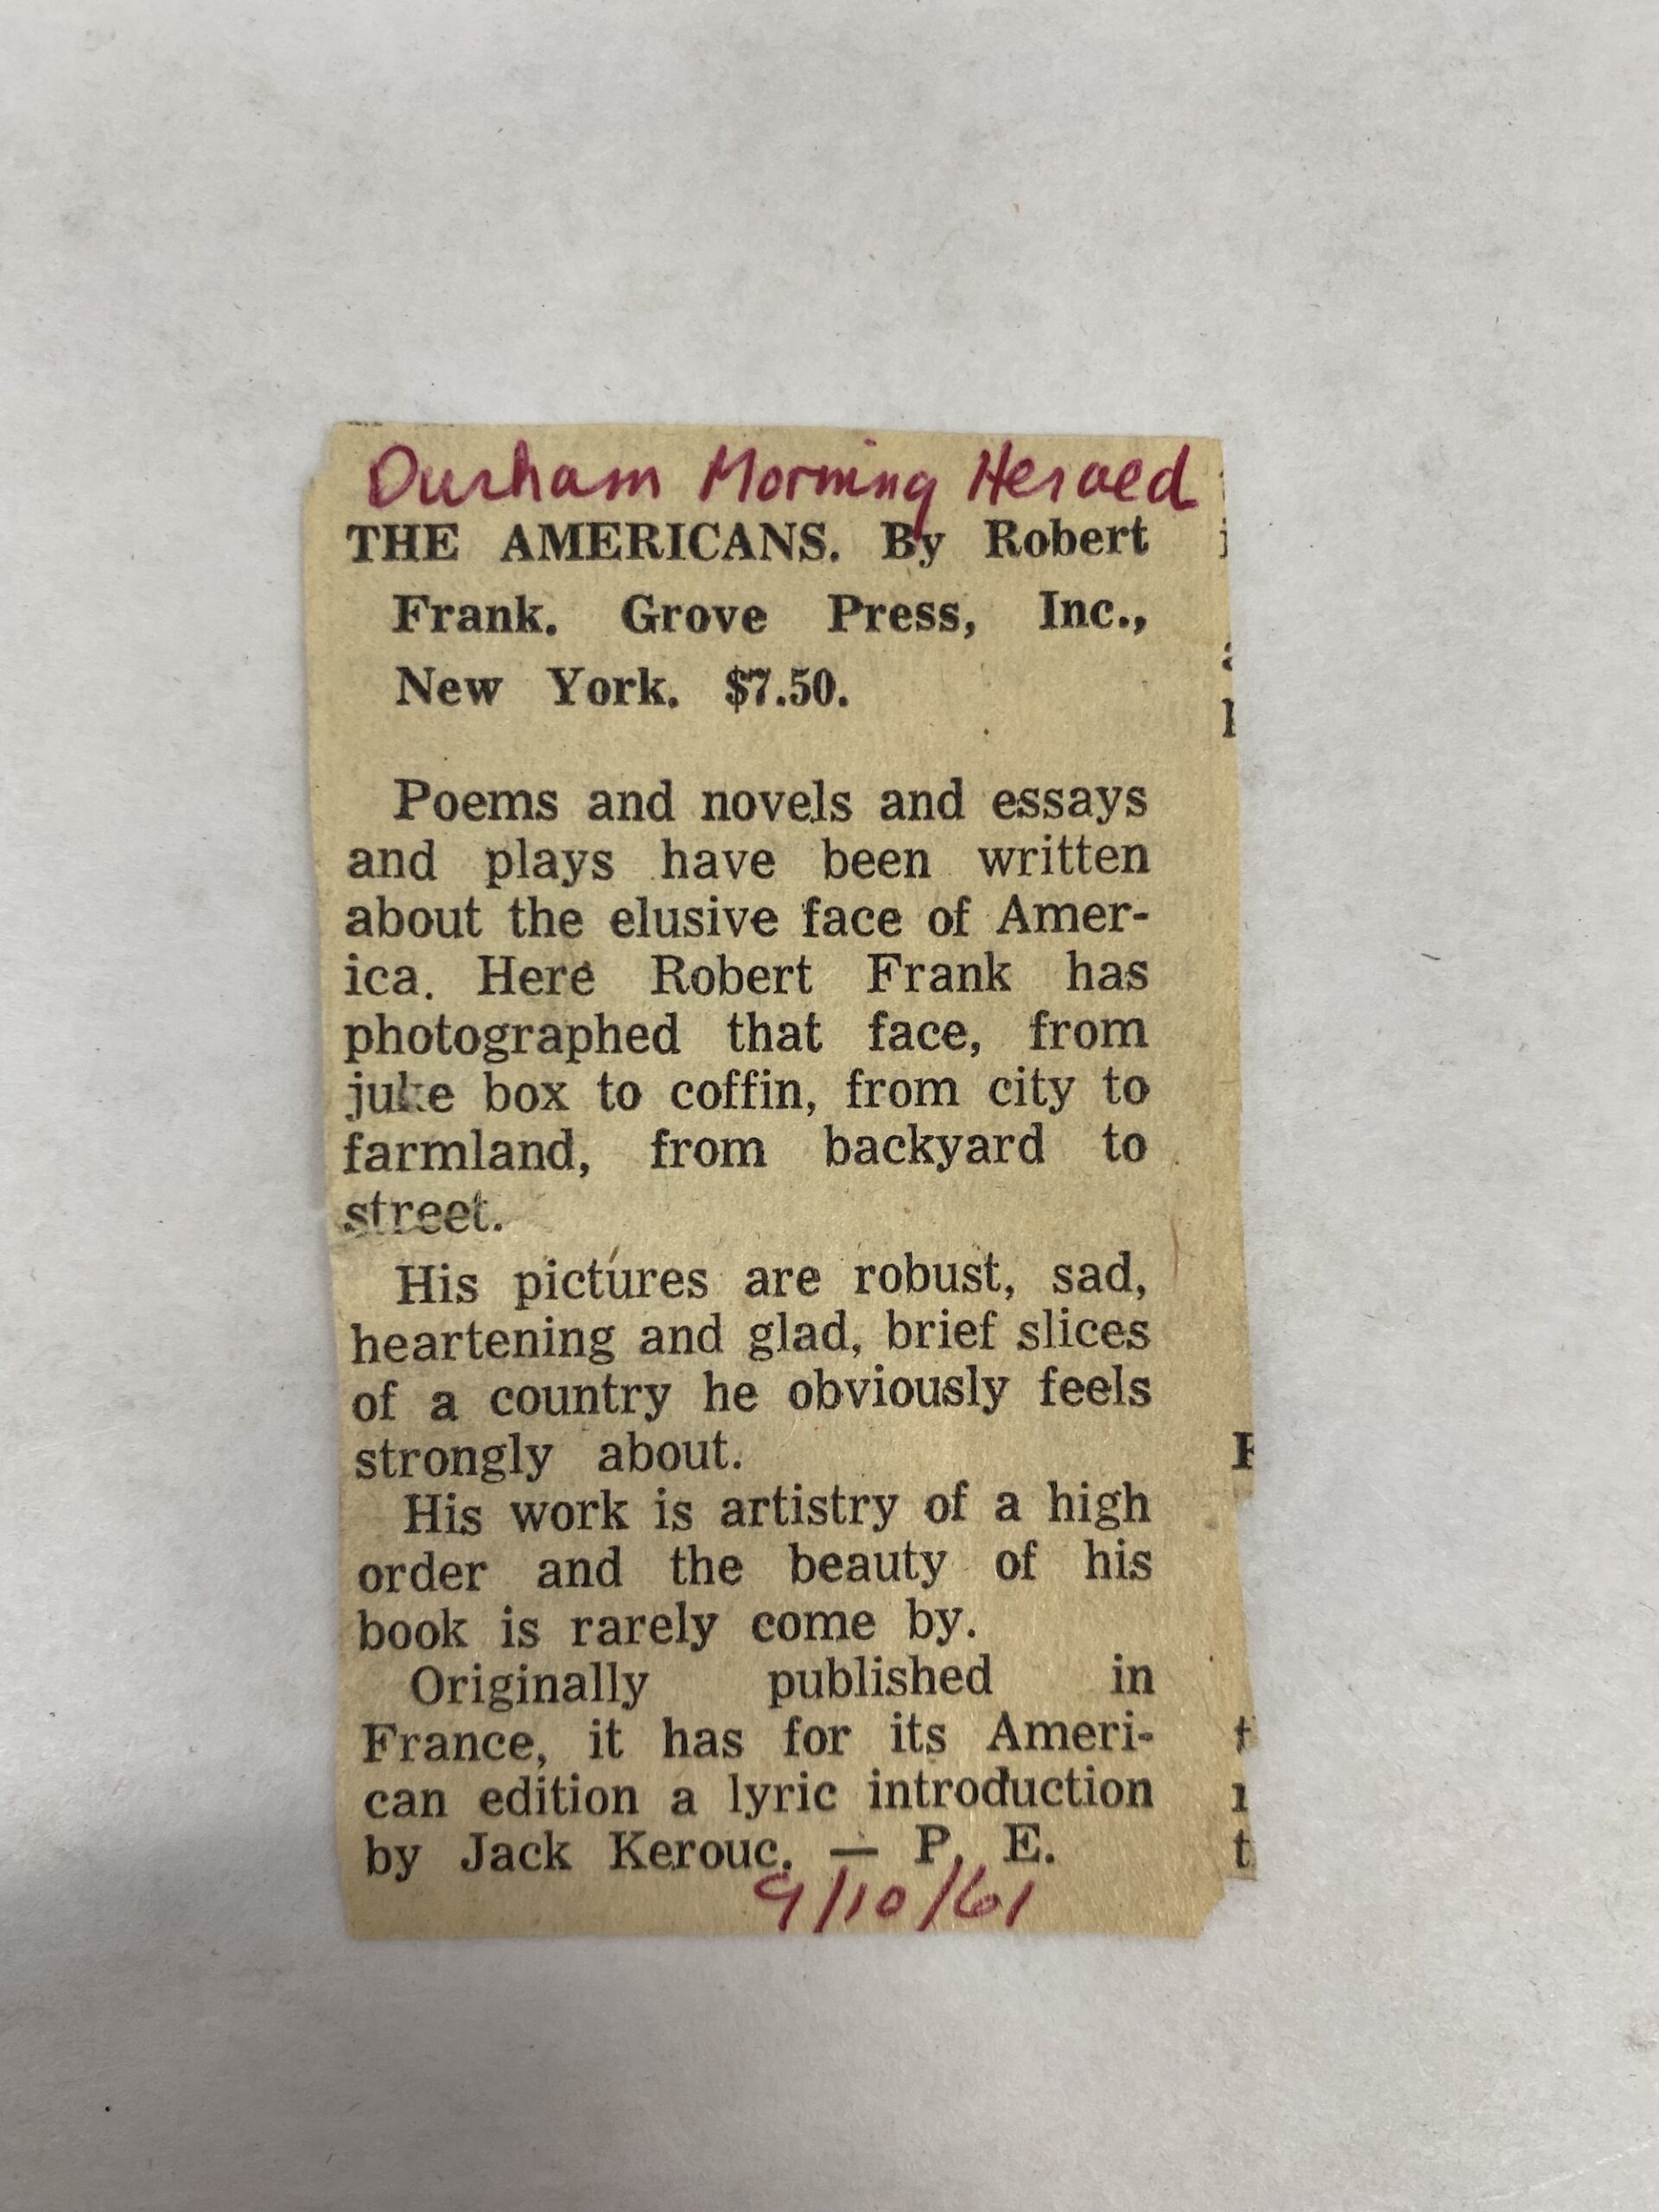 Durham Morning Herald
THE AMERICANS. By Robert
Frank. Grove Press, Inc.,
New York. $7.50.
Poems and novels and essays
and plays have been written
about the elusive face of Amer-
ica. Here Robert Frank has
photographed that face, from
juke box to coffin, from city to
farmland, from backyard to
street.
His pictures are robust, sad,
heartening and glad, brief slices
of a country he obviously feels
strongly about.
His work is artistry of a high
order and the beauty of his
book is rarely come by.
Originally published in
France, it has for its Ameri-
can edition a lyric introduction
by Jack Kerouc. — P. E.
9/10/61